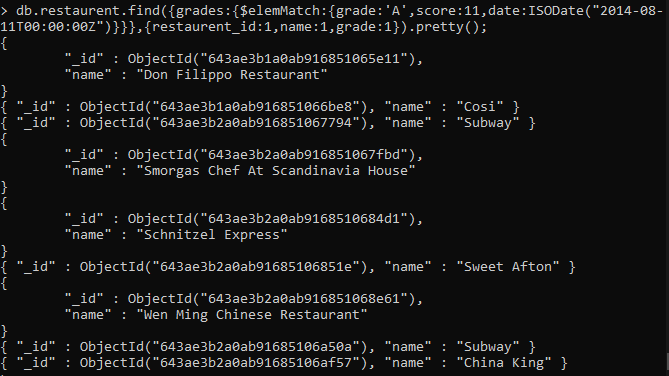 > db.restaurent.find({grades:{$elemMatch:{grade:'A',score:11,date:ISODate("2014-08-
11T00:00:00Z")}}},{restaurent_id:1,name:1,grade:1}).pretty();
{
"_id" : ObjectId("643ae3b1a0ab916851065e11"),
"name" : "Don Filippo Restaurant"
}
{ "_id" : ObjectId("643ae3b1a0ab916851066be8"), "name" : "Cosi" }
{ "_id" : ObjectId("643ae3b2a0ab916851067794"), "name" : "Subway" }
{
"_id" : ObjectId("643ae3b2a0ab916851067fbd"),
"name" : "Smorgas Chef At Scandinavia House"
}
{
"_id" : ObjectId("643ae3b2a0ab9168510684d1"),
"name" : "Schnitzel Express"
}
{ "_id" : ObjectId("643ae3b2a0ab91685106851e"), "name" : "Sweet Afton" }
{
"_id" : ObjectId("643ae3b2a0ab916851068e61"),
"name" : "Wen Ming Chinese Restaurant"
}
{ "_id" : ObjectId("643ae3b2a0ab91685106a50a"), "name" : "Subway" }
{ "_id" : ObjectId("643ae3b2a0ab91685106af57"), "name" : "China King" }